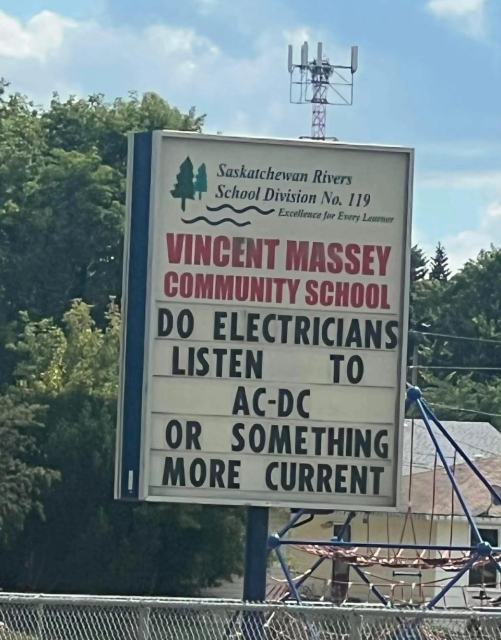 Saskatchewan Rivers
School Division No. 119
Excellence for Every Learner
VINCENT MASSEY
COMMUNITY SCHOOL
DO ELECTRICIANS
LISTEN TO
AC-DC
OR SOMETHING
MORE CURRENT